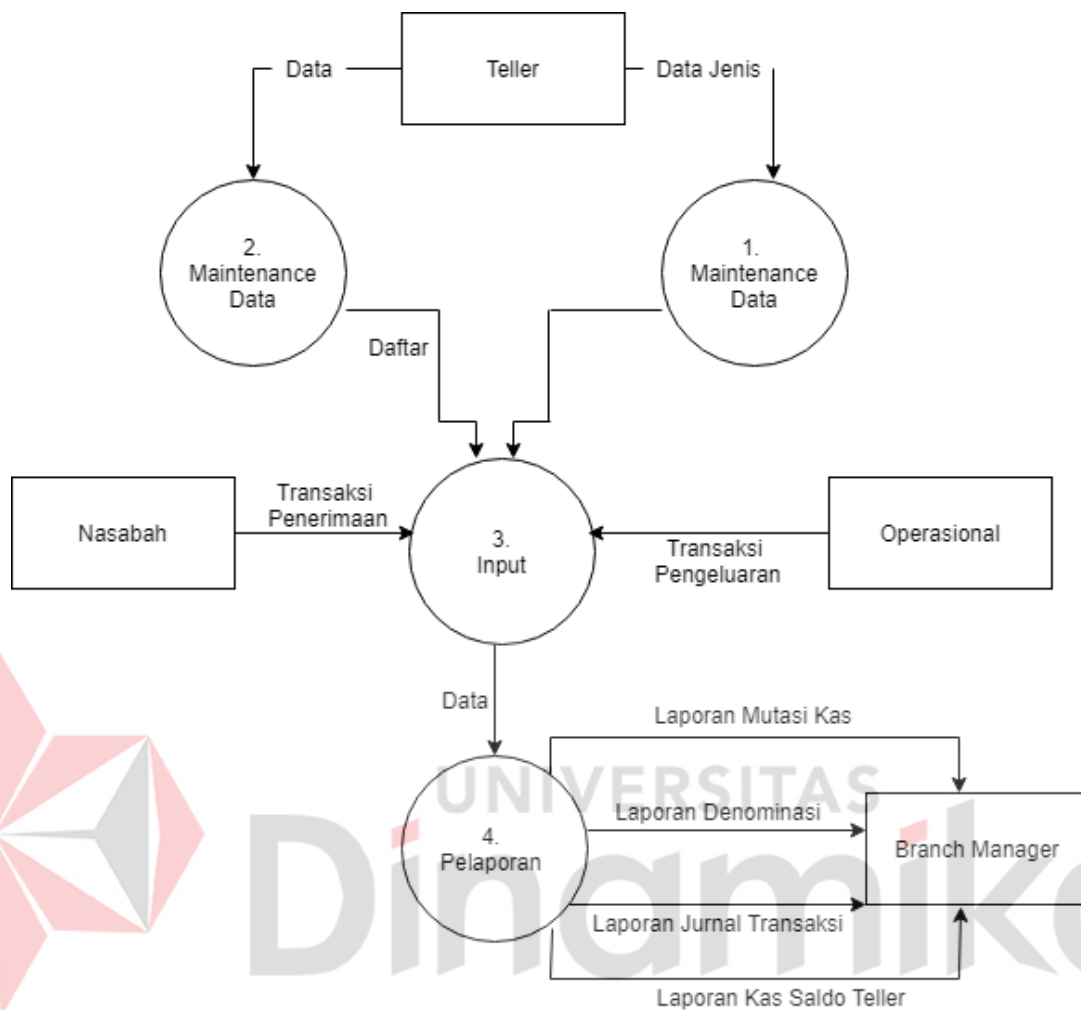 Data
Teller
Data Jenis
2.
Maintenance
Data
1.
Maintenance
Data
Daftar
Nasabah
Transaksi
Penerimaan
3.
Input
Transaksi
Pengeluaran
Operasional
Data
Laporan Mutasi Kas
UNIVERSITAS
Dinamika
Laporan Denominasi
4.
Pelaporan
Branch Manager
Laporan Jurnal Transaksi
Laporan Kas Saldo Teller